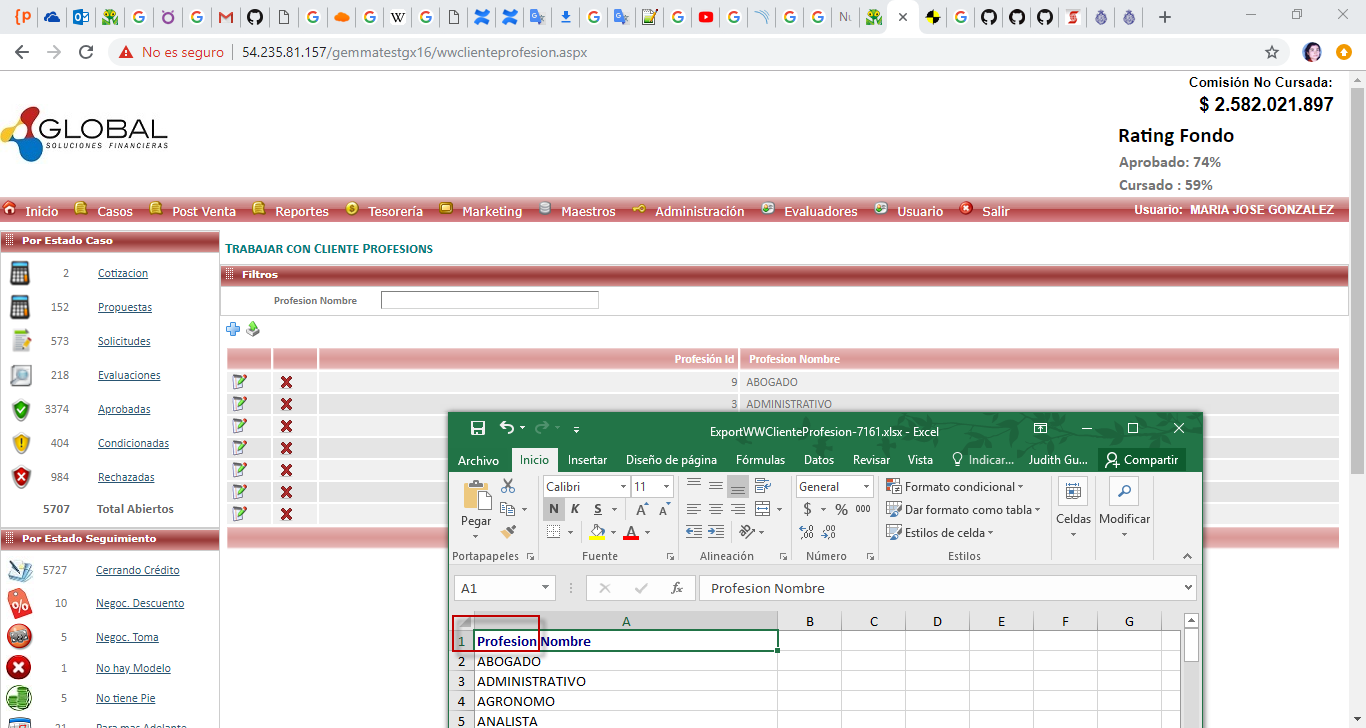 No es seguro | 54.235.81.157/gemmatestgx16/wwclienteprofesion.aspx
Comisión No Cursada:
$ 2.582.021.897
GLOBAL
SOLUCIONES FINANCIERAS
Rating Fondo
Aprobado: 74%
Cursado : 59%
Inicio Casos Post Venta Reportes Tesorería Marketing Maestros Administración Evaluadores Usuario Salir Usuario: MARIA JOSE GONZALEZ
Por Estado Caso
2 Cotizacion
152 Propuestas
573 Solicitudes
218 Evaluaciones
3374 Aprobadas
404 Condicionadas
984 Rechazadas
5707 Total Abiertos
Por Estado Seguimiento
5727 Cerrando Crédito
10 Negoc. Descuento
5 Negoc. Toma
1 No hay Modelo
5 No tiene Pie
21 Para mas Adelante
TRABAJAR CON CLIENTE PROFESIONS
Filtros
Profesion Nombre
Profesión Id Profesion Nombre
9 ABOGADO
3 ADMINISTRATIVO
ExportWWClienteProfesion-7161.xlsx - Excel
Archivo Inicio Insertar Diseño de página Fórmulas Datos Revisar Vista Indicar... Judith Gu... Compartir
Calibri 11 General Formato condicional
Pegar N K S $ % 000 Dar formato como tabla Celdas Modificar
Estilos de celda
Portapapeles Fuente Alineación Número Estilos
A1 fx Profesion Nombre
A B C D E F G
1 Profesion Nombre
2 ABOGADO
3 ADMINISTRATIVO
4 AGRONOMO
5 ANALISTA